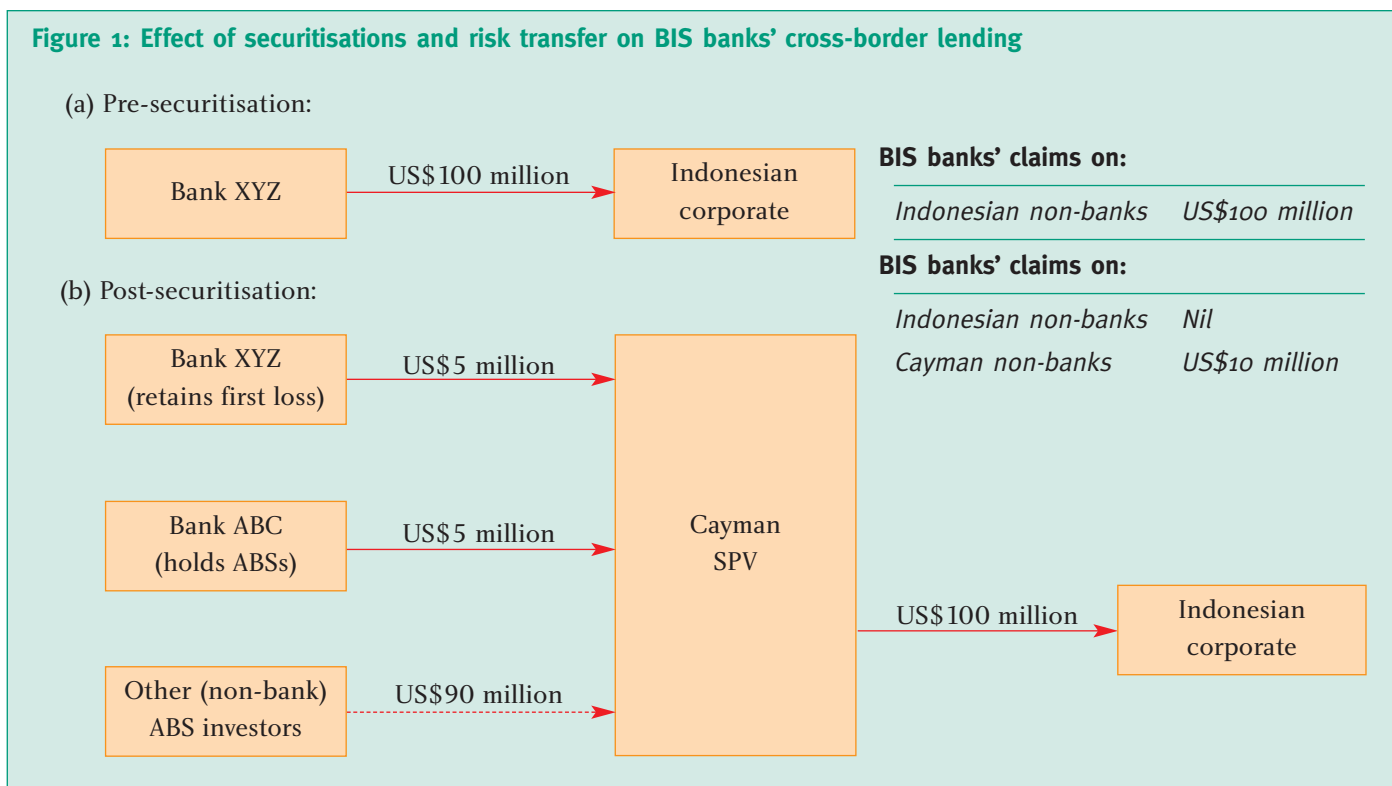 Figure 1: Effect of securitisations and risk transfer on BIS banks’ cross-border lending
(a) Pre-securitisation:
Bank XYZ
US$100 million
Indonesian
corporate
BIS banks’ claims on:
Indonesian non-banks US$100 million
(b) Post-securitisation:
BIS banks’ claims on:
Indonesian non-banks Nil
Cayman non-banks US$10 million
Bank XYZ
(retains first loss)
US$5 million
Bank ABC
(holds ABSs)
US$5 million
Other (non-bank)
ABS investors
US$90 million
Cayman
SPV
US$100 million
Indonesian
corporate